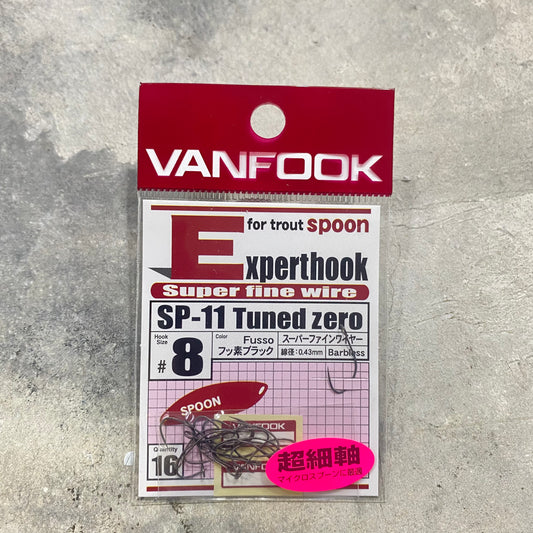 VANFOOK
for trout spoon
Experthook
Super fine wire
SP-11 Tuned zero
Hook Size
#8
Color
Fusso
フッ素ブラック
スーパーファインワイヤー
線径:0.43mm
Barbless
SPOON
Quantity
16
VANFOOK
VANFOOK
超細軸
マイクロスプーンに最適